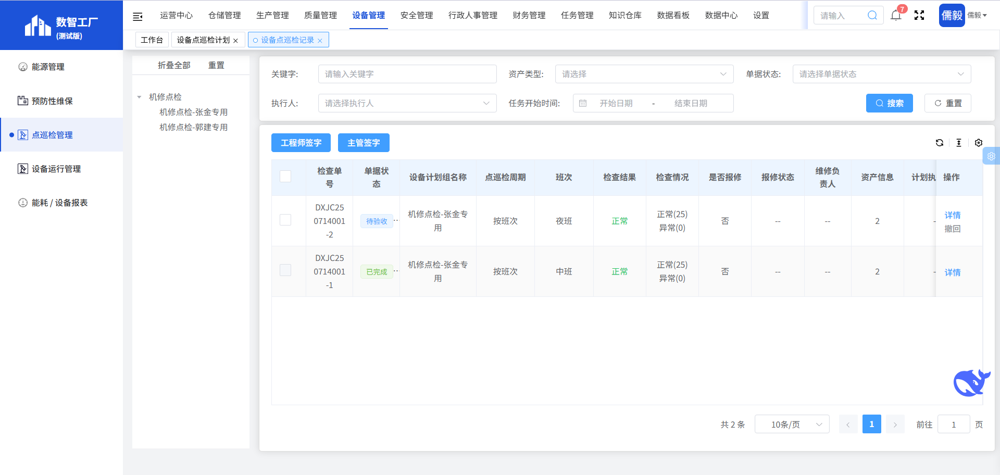 数智工厂
(测试版)
运营中心 仓储管理 生产管理 质量管理 设备管理 安全管理 行政人事管理 财务管理 任务管理 知识仓库 数据看板 数据中心 设置
请输入 7 儒毅 儒毅
工作台 设备点巡检计划 × 设备点巡检记录 ×
能源管理
预防性维保
点巡检管理
设备运行管理
能耗 / 设备报表
折叠全部 重置
机修点检
机修点检-张金专用
机修点检-郭建专用
关键字: 请输入关键字 资产类型: 请选择 单据状态: 请选择单据状态
执行人: 请选择执行人 任务开始时间: 开始日期 - 结束日期 搜索 重置
工程师签字 主管签字
检查单号 单据状态 设备计划组名称 点巡检周期 班次 检查结果 检查情况 是否报修 报修状态 维修负责人 资产信息 计划执 操作
DXJC25
0714001
-2
待验收 ··
机修点检-张金专
用
按班次 夜班 正常
正常(25)
异常(0)
否 -- -- 2 -
详情
撤回
DXJC25
0714001
-1
已完成 ··
机修点检-张金专
用
按班次 中班 正常
正常(25)
异常(0)
否 -- -- 2 -
详情
共 2 条 10条/页 1 前往 1 页